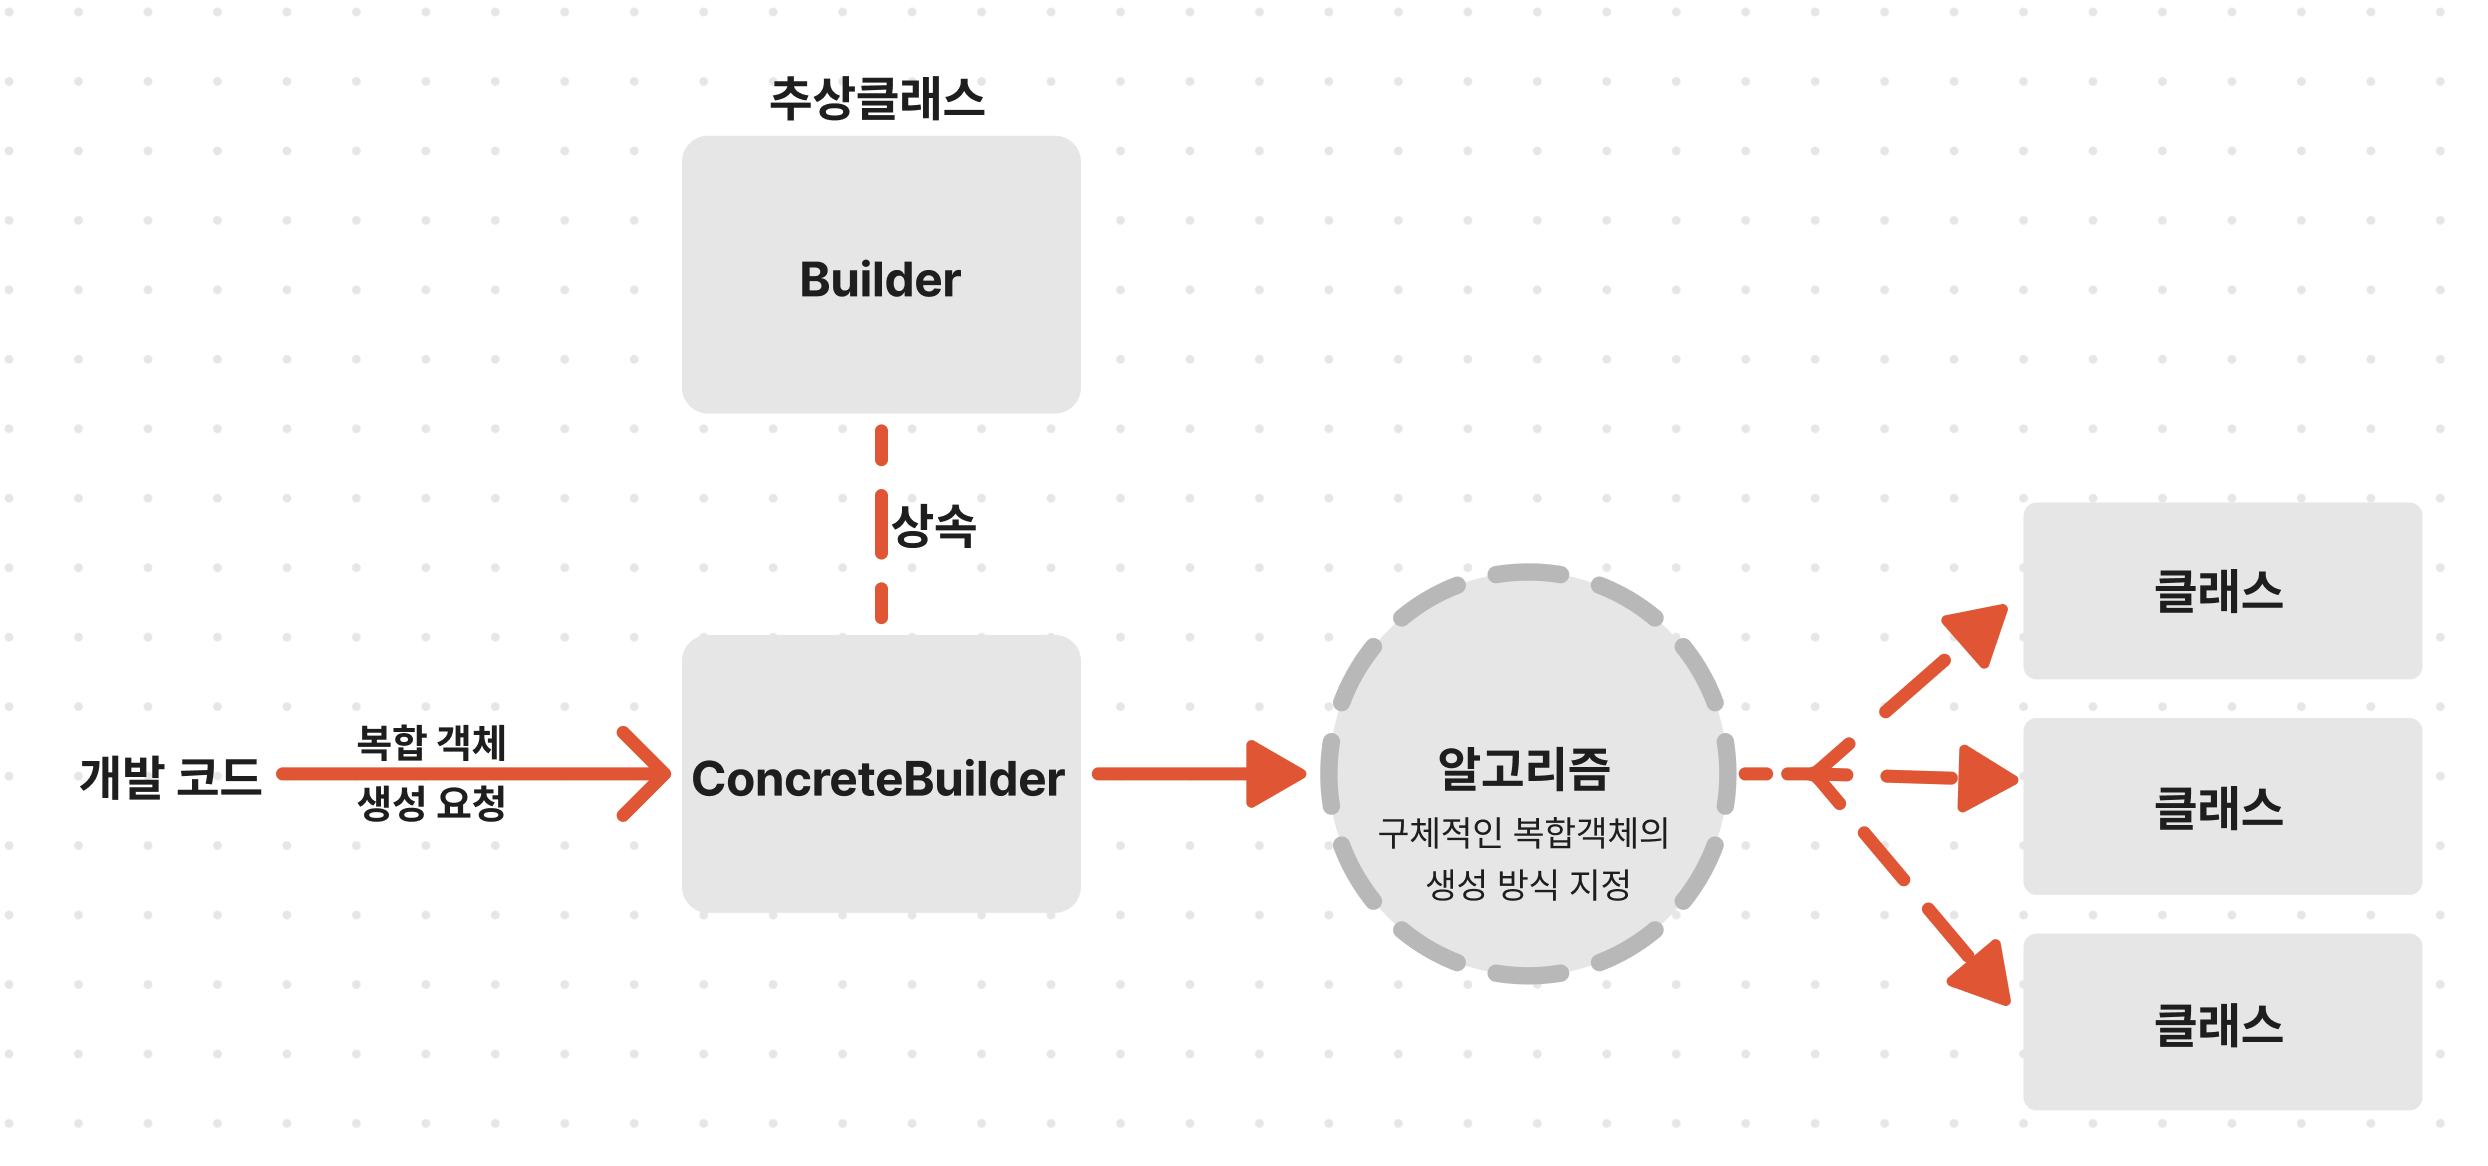 추상클래스
Builder
상속
개발 코드
복합 객체
생성 요청
ConcreteBuilder
알고리즘
구체적인 복합객체의
생성 방식 지정
클래스
클래스
클래스